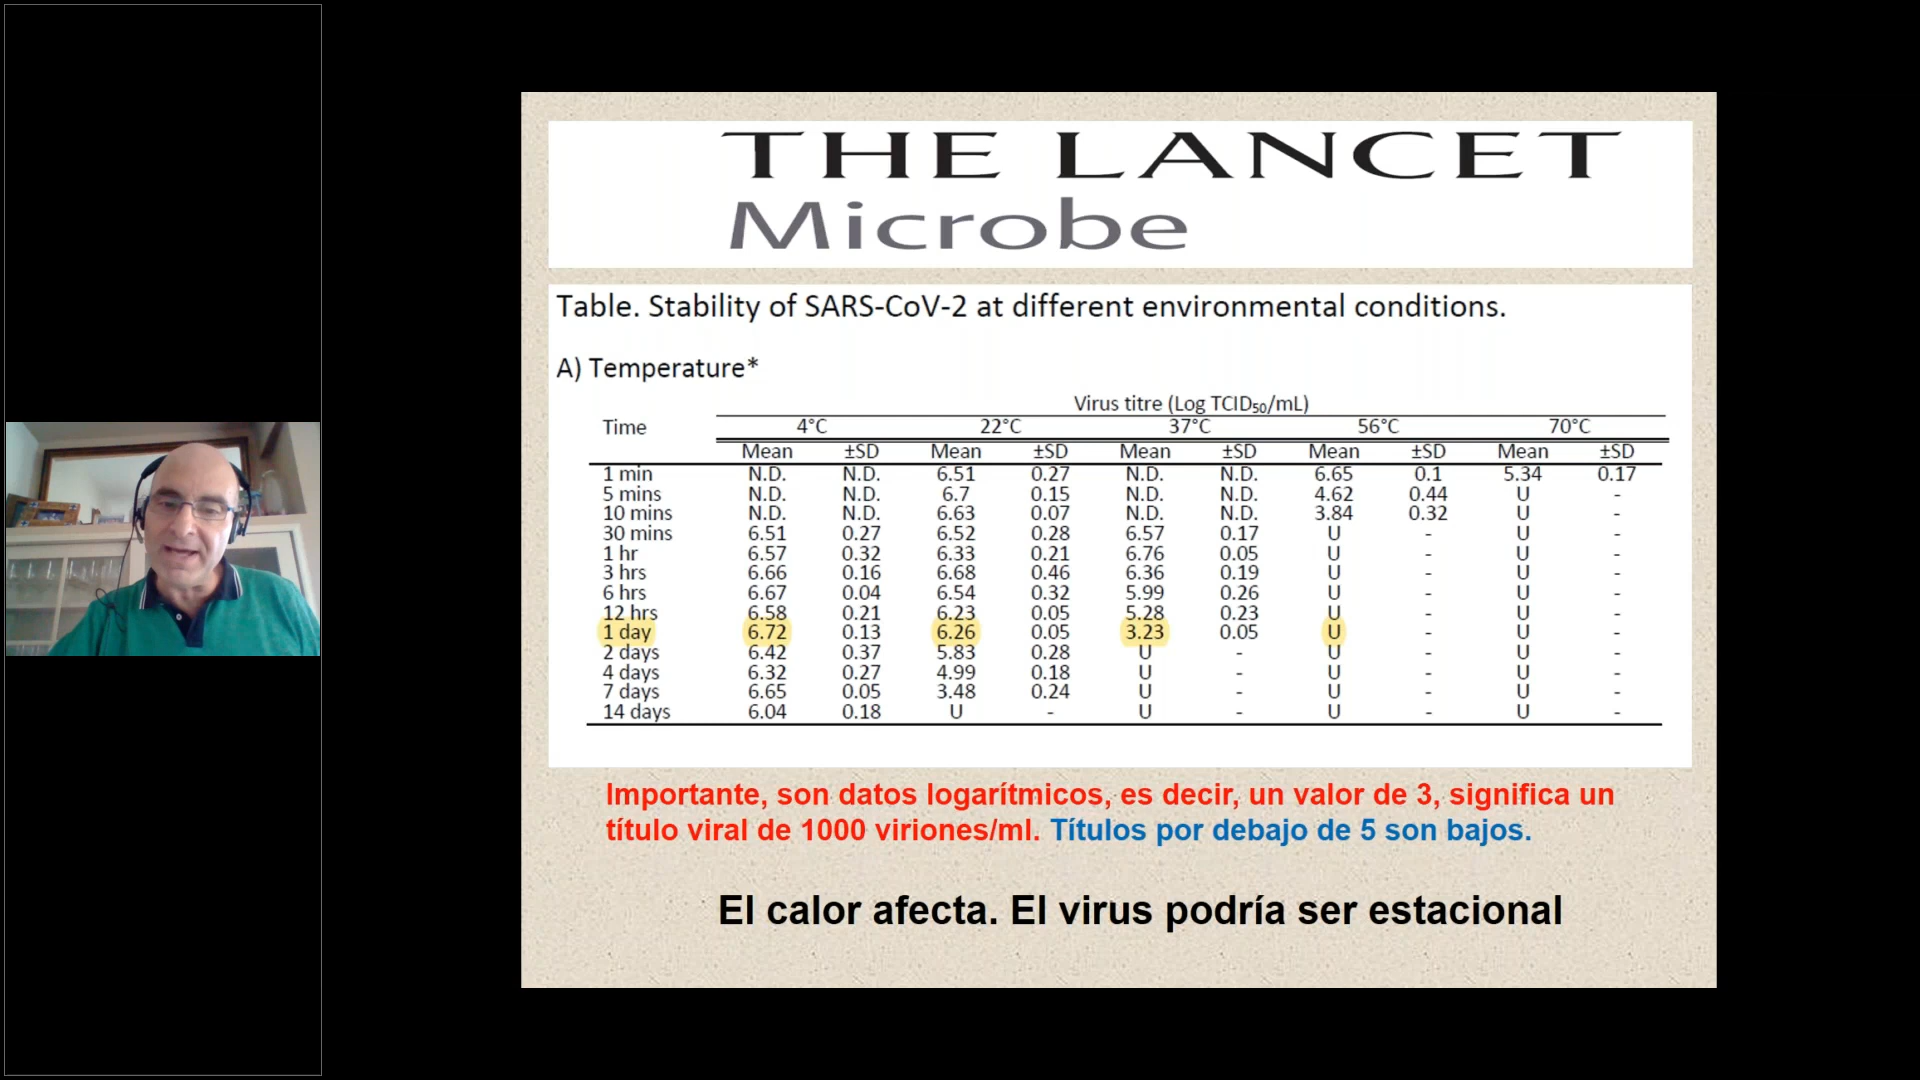 THE LANCET
Microbe
Table. Stability of SARS-CoV-2 at different environmental conditions.
A) Temperature*
Virus titre (Log TCID50/mL)
Time 4°C 22°C 37°C 56°C 70°C
Mean ±SD Mean ±SD Mean ±SD Mean ±SD Mean ±SD
1 min N.D. N.D. 6.51 0.27 N.D. N.D. 6.65 0.1 5.34 0.17
5 mins N.D. N.D. 6.7 0.15 N.D. N.D. 4.62 0.44 U -
10 mins N.D. N.D. 6.63 0.07 N.D. N.D. 3.84 0.32 U -
30 mins 6.51 0.27 6.52 0.28 6.57 0.17 U - U -
1 hr 6.57 0.32 6.33 0.21 6.76 0.05 U - U -
3 hrs 6.66 0.16 6.68 0.46 6.36 0.19 U - U -
6 hrs 6.67 0.04 6.54 0.32 5.99 0.26 U - U -
12 hrs 6.58 0.21 6.23 0.05 5.28 0.23 U - U -
1 day 6.72 0.13 6.26 0.05 3.23 0.05 U - U -
2 days 6.42 0.37 5.83 0.28 U - U - U -
4 days 6.32 0.27 4.99 0.18 U - U - U -
7 days 6.65 0.05 3.48 0.24 U - U - U -
14 days 6.04 0.18 U - U - U - U -
Importante, son datos logarítmicos, es decir, un valor de 3, significa un
título viral de 1000 viriones/ml. Títulos por debajo de 5 son bajos.
El calor afecta. El virus podría ser estacional